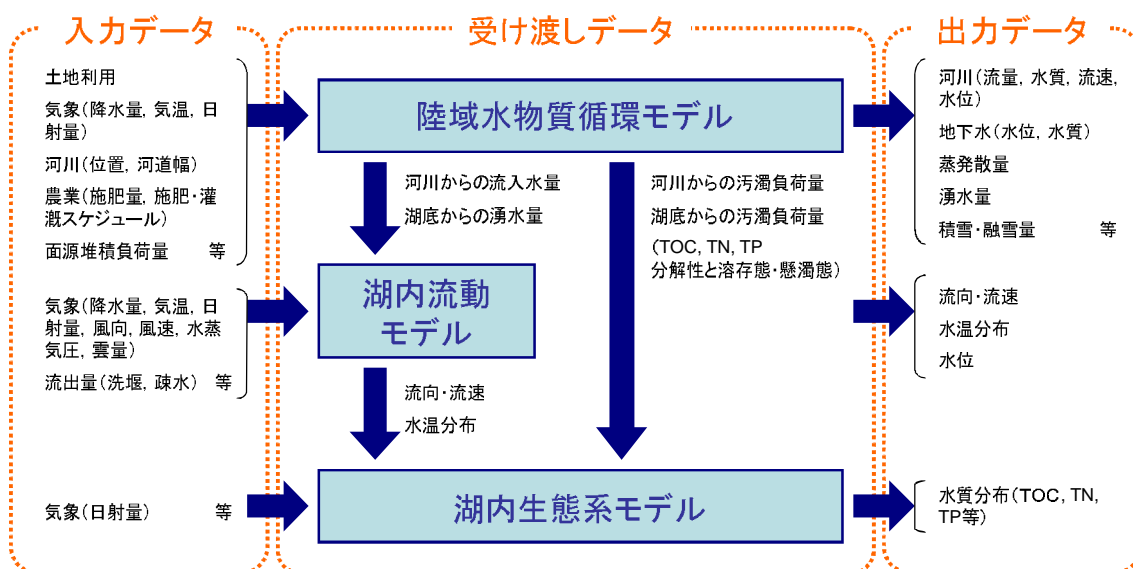 入力データ
土地利用
気象(降水量, 気温, 日
射量)
河川(位置, 河道幅)
農業(施肥量, 施肥・灌
漑スケジュール)
面源堆積負荷量 等
気象(降水量, 気温, 日
射量, 風向, 風速, 水蒸
気圧, 雲量)
流出量(洗堰, 疎水) 等
気象(日射量) 等
受け渡しデータ
陸域水物質循環モデル
河川からの流入水量
湖底からの湧水量
河川からの汚濁負荷量
湖底からの汚濁負荷量
(TOC, TN, TP
分解性と溶存態・懸濁態)
湖内流動
モデル
流向・流速
水温分布
湖内生態系モデル
出力データ
河川(流量, 水質, 流速,
水位)
地下水(水位, 水質)
蒸発散量
湧水量
積雪・融雪量 等
流向・流速
水温分布
水位
水質分布(TOC, TN,
TP等)